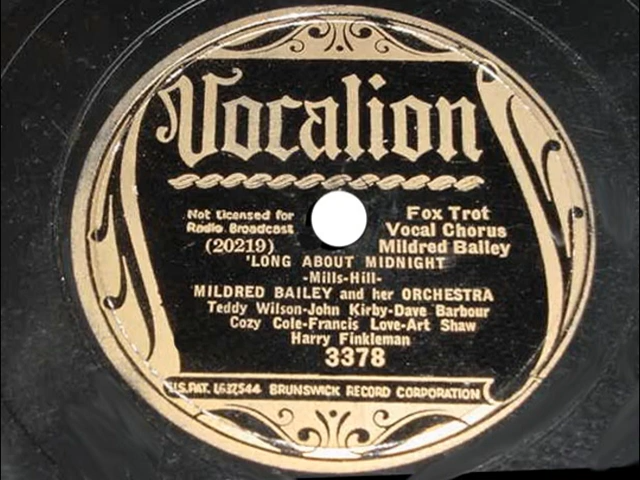 Vocalion
Not Licensed for
Radio Broadcast
(20219)
Fox Trot
Vocal Chorus
Mildred Bailey
'LONG ABOUT MIDNIGHT
-Mills-Hill-
MILDRED BAILEY and her ORCHESTRA
Teddy Wilson-John Kirby-Dave Barbour
Cozy Cole-Francis Love-Art Shaw
Harry Finkleman
3378
U.S. PAT. 1637544 BRUNSWICK RECORD CORPORATION